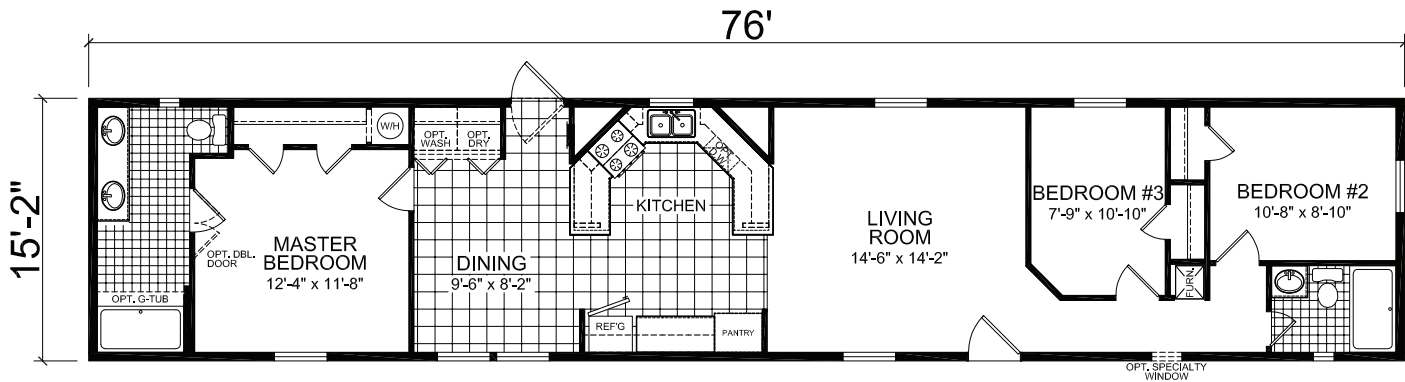 76'
15'-2"
W/H
OPT.
WASH
OPT.
DRY
OPT.
D.W.
KITCHEN
BEDROOM #3
7'-9" x 10'-10"
BEDROOM #2
10'-8" x 8'-10"
LIVING
ROOM
14'-6" x 14'-2"
MASTER
BEDROOM
12'-4" x 11'-8"
OPT. DBL.
DOOR
DINING
9'-6" x 8'-2"
FURN.
OPT. G-TUB
REF'G
PANTRY
OPT. SPECIALTY
WINDOW